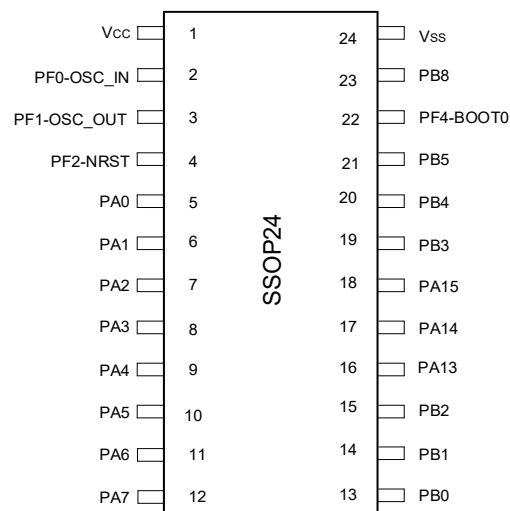 Vcc 1 24 Vss
PF0-OSC_IN 2 23 PB8
PF1-OSC_OUT 3 22 PF4-BOOT0
PF2-NRST 4 21 PB5
PA0 5 20 PB4
PA1 6 19 PB3
PA2 7 18 PA15
PA3 8 17 PA14
PA4 9 16 PA13
PA5 10 15 PB2
PA6 11 14 PB1
PA7 12 13 PB0
SSOP24